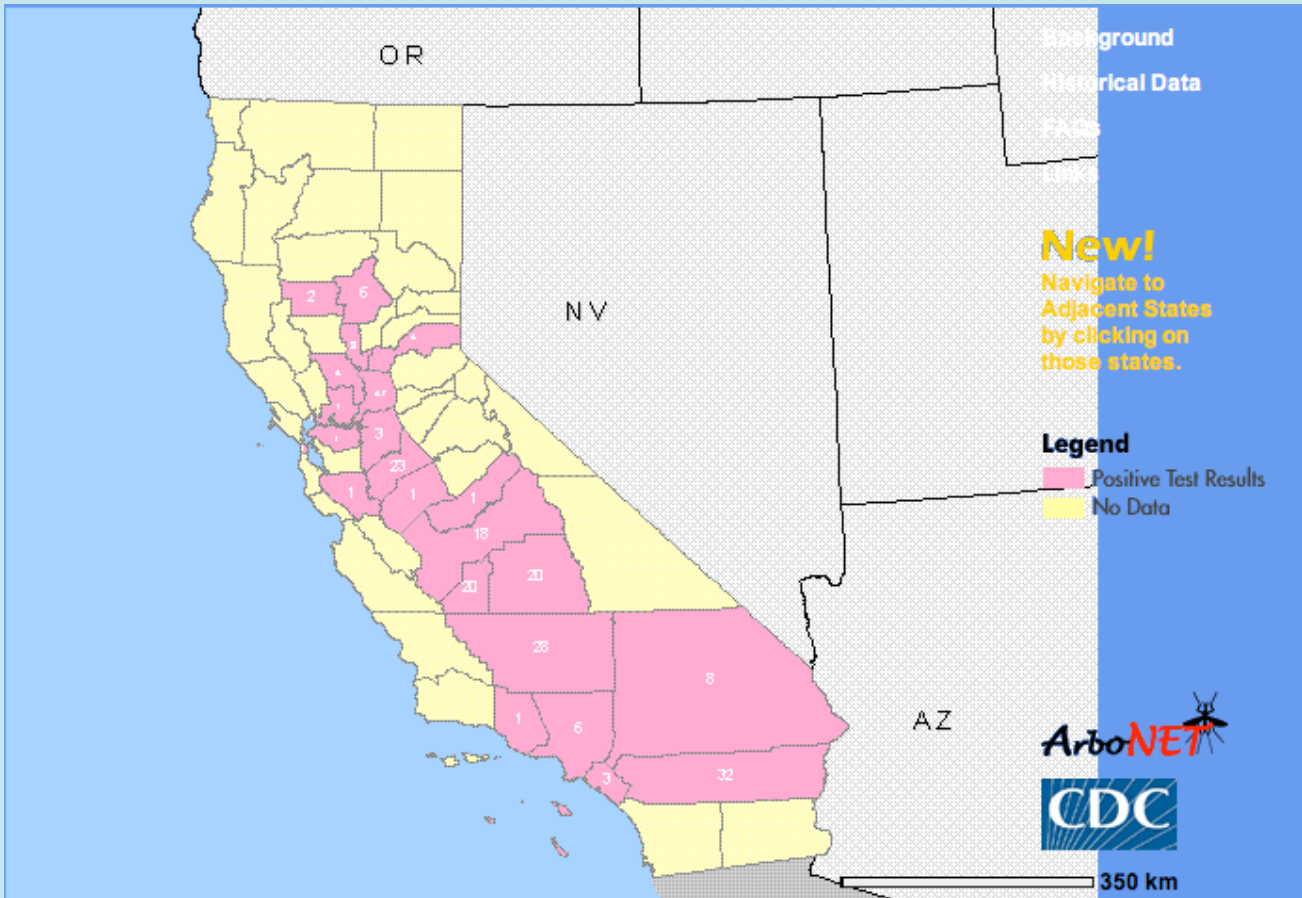 OR
NV
AZ
Background
Historical Data
FAQs
Links
New!
Navigate to
Adjacent States
by clicking on
those states.
Legend
Positive Test Results
No Data
2
6
3
23
1
1
1
18
20
20
28
8
1
6
3
32
ArboNET
CDC
350 km